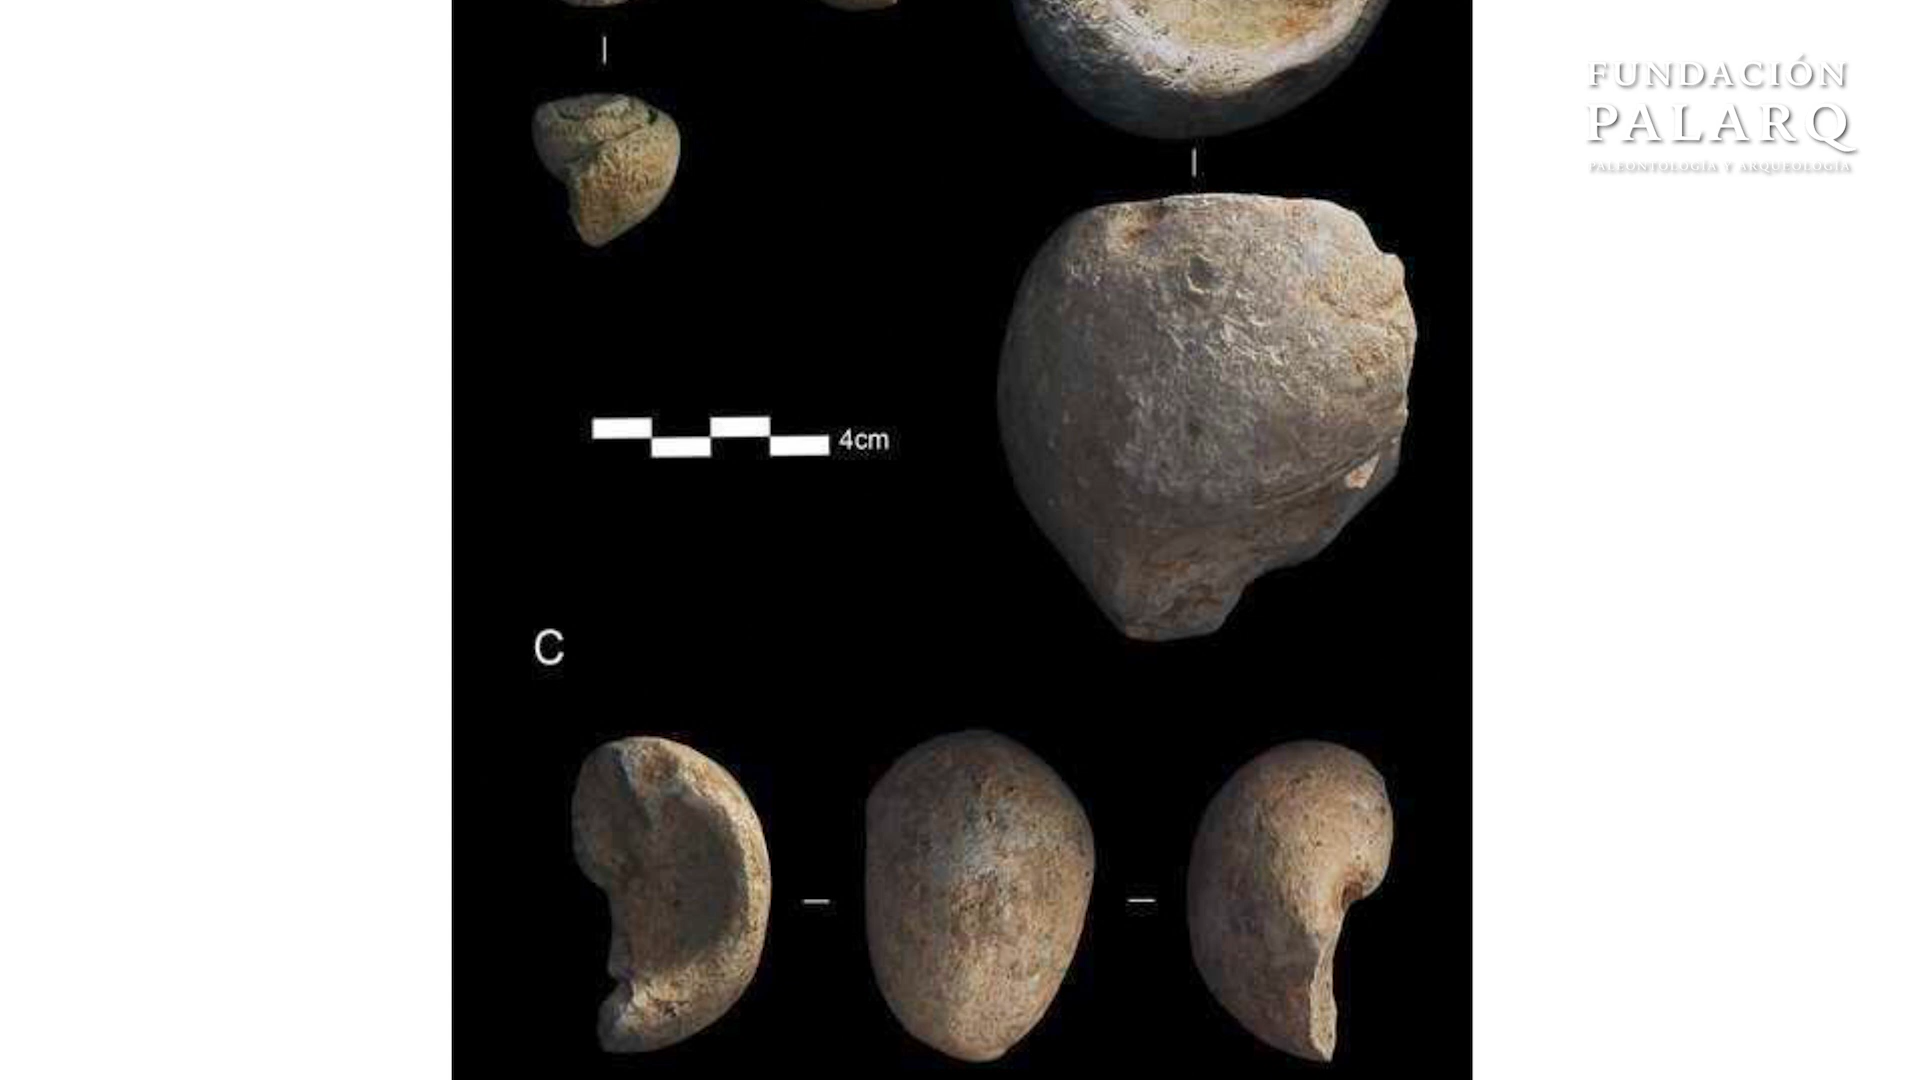 FUNDACIÓN
PALARQ
PALEONTOLOGÍA Y ARQUEOLOGÍA
4cm
C